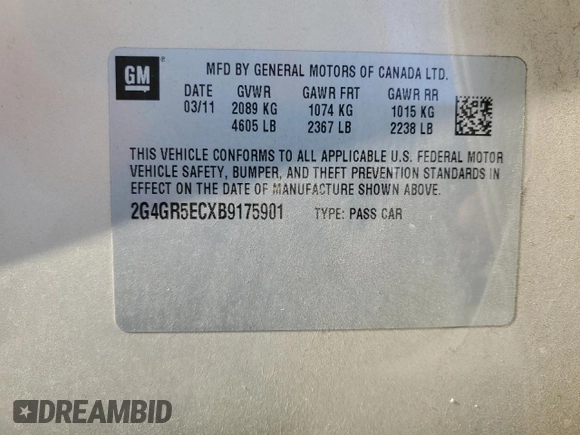 GM
MFD BY GENERAL MOTORS OF CANADA LTD.
DATE GVWR GAWR FRT GAWR RR
03/11 2089 KG 1074 KG 1015 KG
4605 LB 2367 LB 2238 LB
THIS VEHICLE CONFORMS TO ALL APPLICABLE U.S. FEDERAL MOTOR
VEHICLE SAFETY, BUMPER, AND THEFT PREVENTION STANDARDS IN
EFFECT ON THE DATE OF MANUFACTURE SHOWN ABOVE.
2G4GR5ECXB9175901 TYPE: PASS CAR
DREAMBID